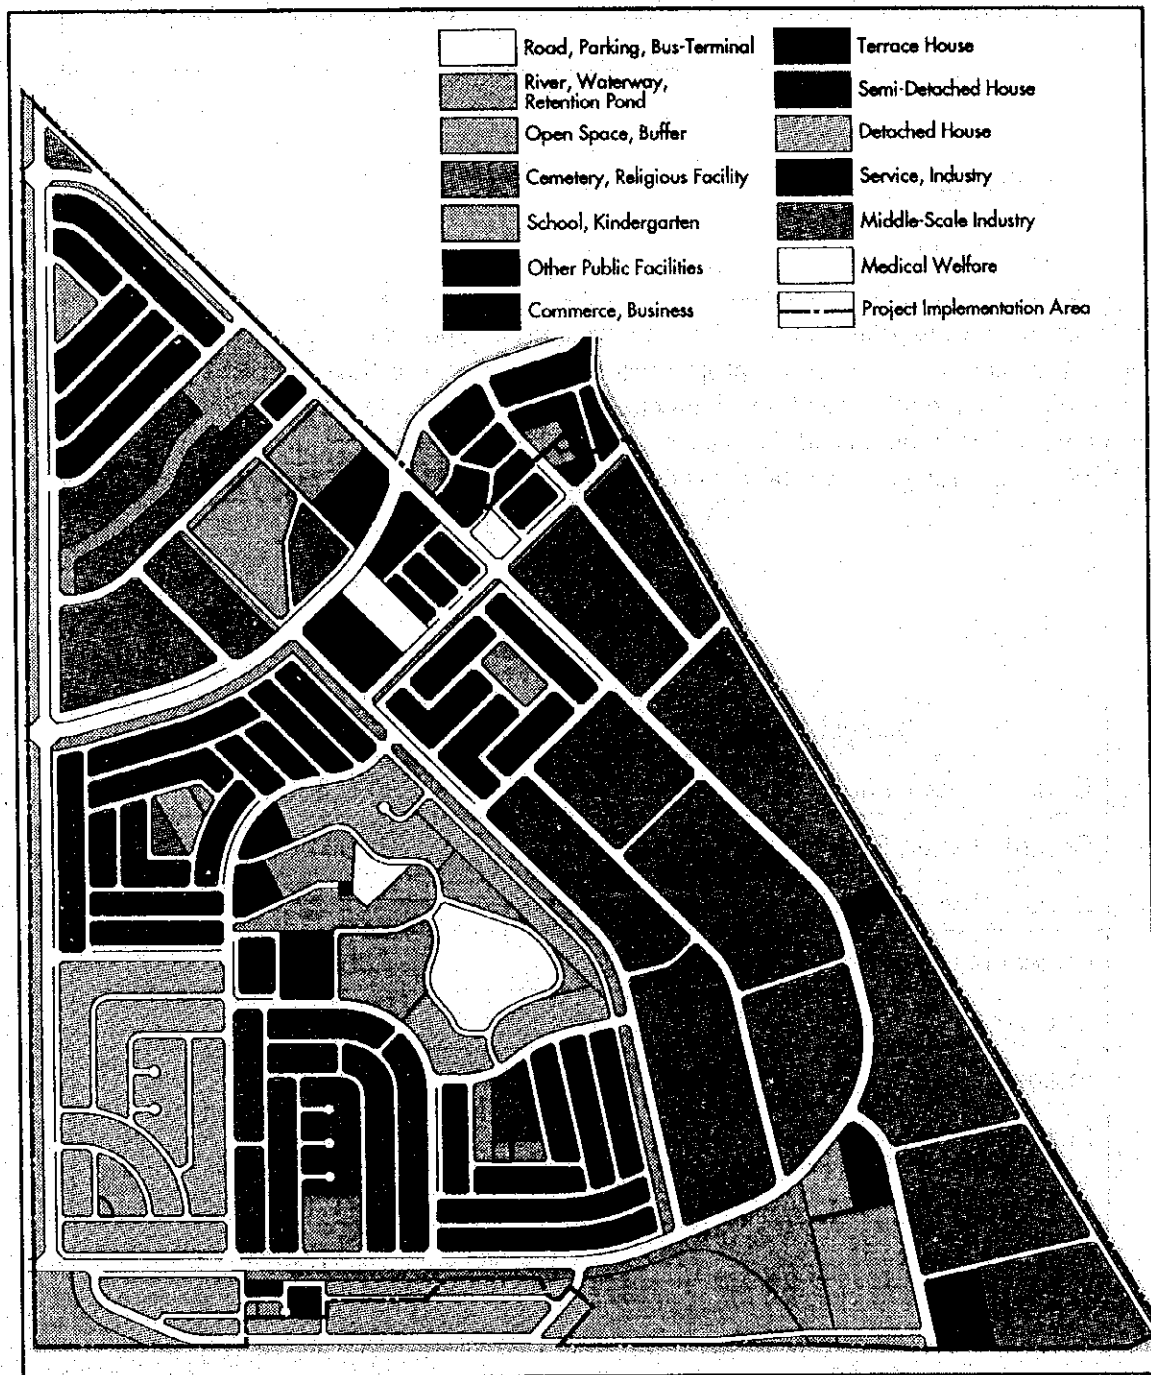 Road, Parking, Bus-Terminal
River, Waterway,
Retention Pond
Open Space, Buffer
Cemetery, Religious Facility
School, Kindergarten
Other Public Facilities
Commerce, Business
Terrace House
Semi-Detached House
Detached House
Service, Industry
Middle-Scale Industry
Medical Welfare
Project Implementation Area